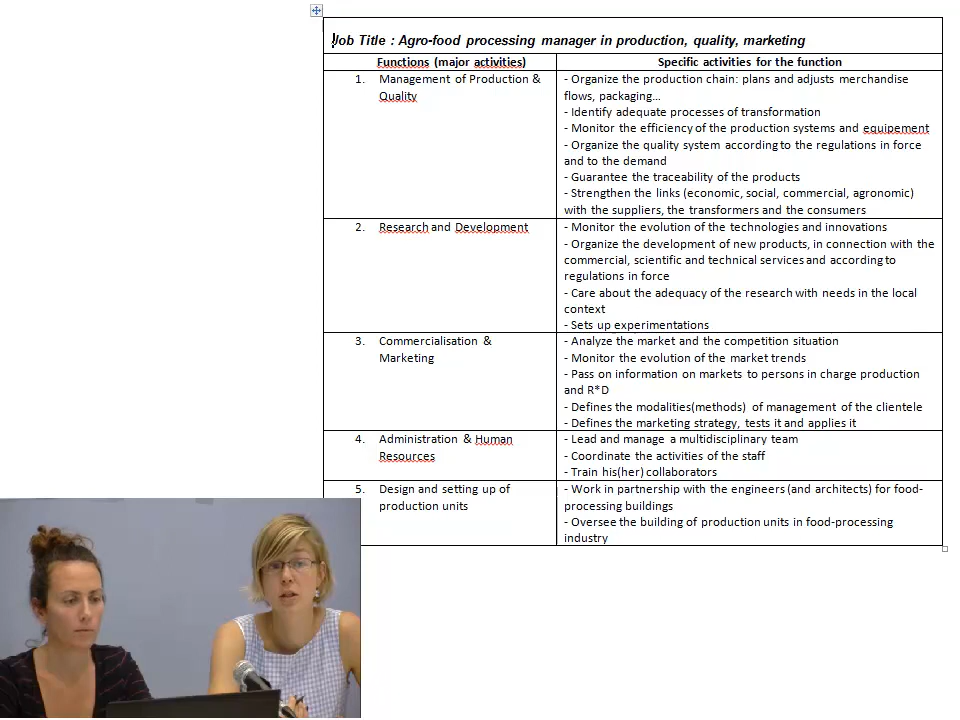 Job Title : Agro-food processing manager in production, quality, marketing
Functions (major activities)
Specific activities for the function
1. Management of Production &
Quality
- Organize the production chain: plans and adjusts merchandise
flows, packaging…
- Identify adequate processes of transformation
- Monitor the efficiency of the production systems and equipement
- Organize the quality system according to the regulations in force
and to the demand
- Guarantee the traceability of the products
- Strengthen the links (economic, social, commercial, agronomic)
with the suppliers, the transformers and the consumers
2. Research and Development
- Monitor the evolution of the technologies and innovations
- Organize the development of new products, in connection with the
commercial, scientific and technical services and according to
regulations in force
- Care about the adequacy of the research with needs in the local
context
- Sets up experimentations
3. Commercialisation &
Marketing
- Analyze the market and the competition situation
- Monitor the evolution of the market trends
- Pass on information on markets to persons in charge production
and R*D
- Defines the modalities(methods) of management of the clientele
- Defines the marketing strategy, tests it and applies it
4. Administration & Human
Resources
- Lead and manage a multidisciplinary team
- Coordinate the activities of the staff
- Train his(her) collaborators
5. Design and setting up of
production units
- Work in partnership with the engineers (and architects) for food-
processing buildings
- Oversee the building of production units in food-processing
industry